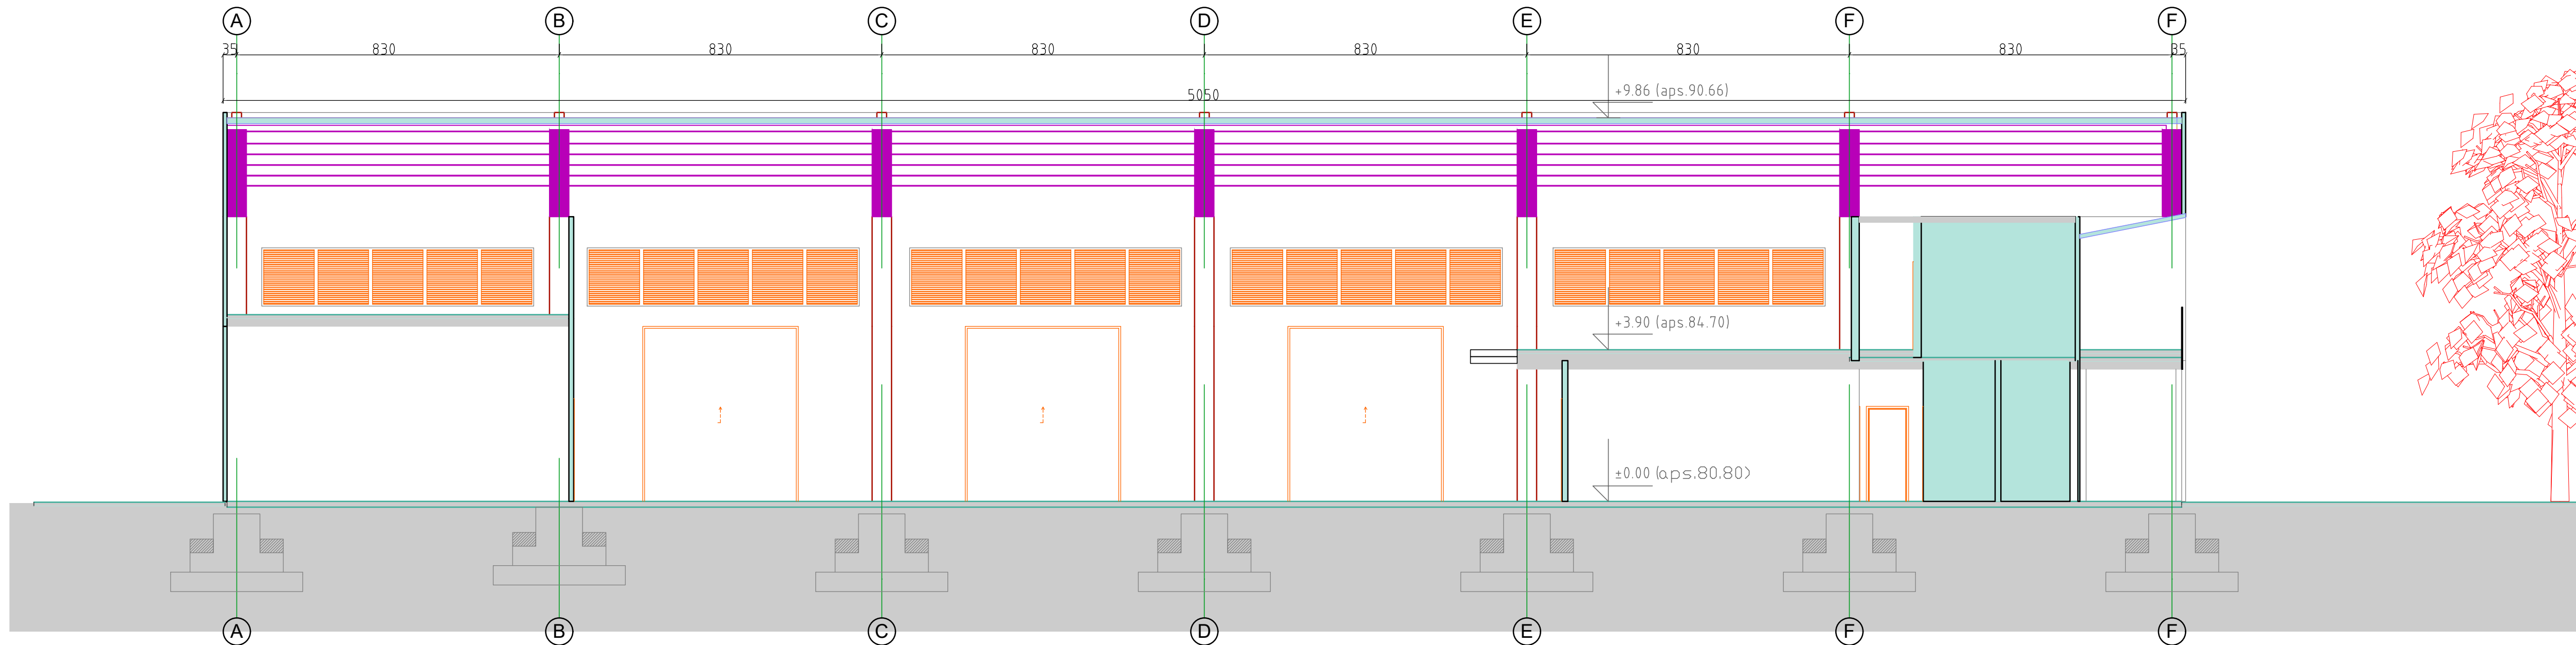 A B C D E F F
35 830 830 830 830 830 830 35
5050
+9.86 (aps.90.66)
+3.90 (aps.84.70)
±0.00 (aps.80.80)
A B C D E F F